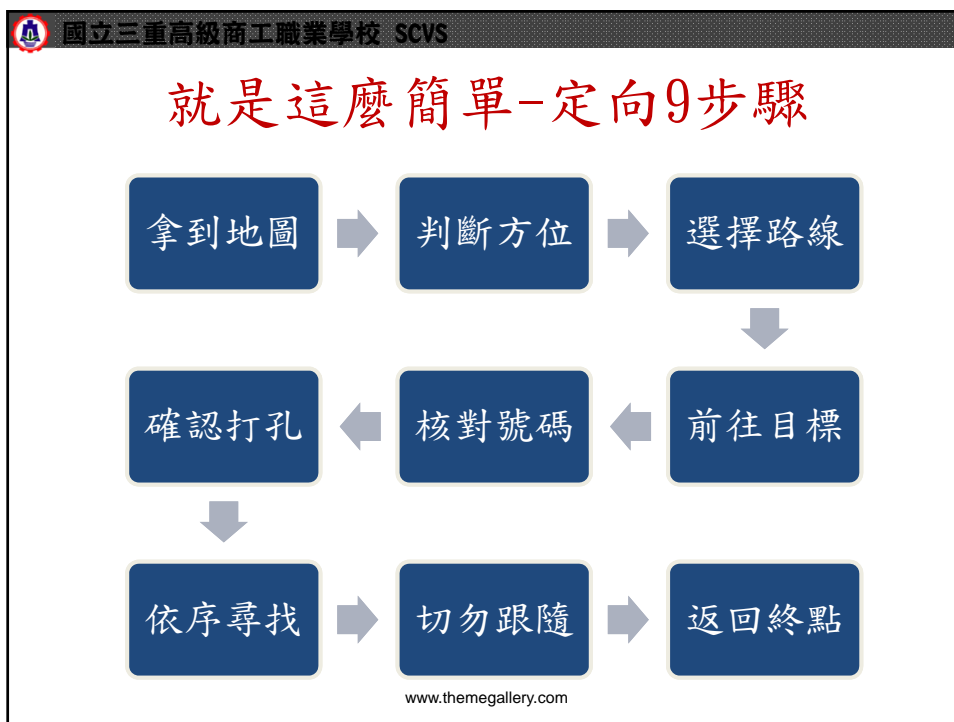 國立三重高級商工職業學校 SCVS
就是這麼簡單-定向9步驟
拿到地圖
判斷方位
選擇路線
前往目標
核對號碼
確認打孔
依序尋找
切勿跟隨
返回終點
www.themegallery.com